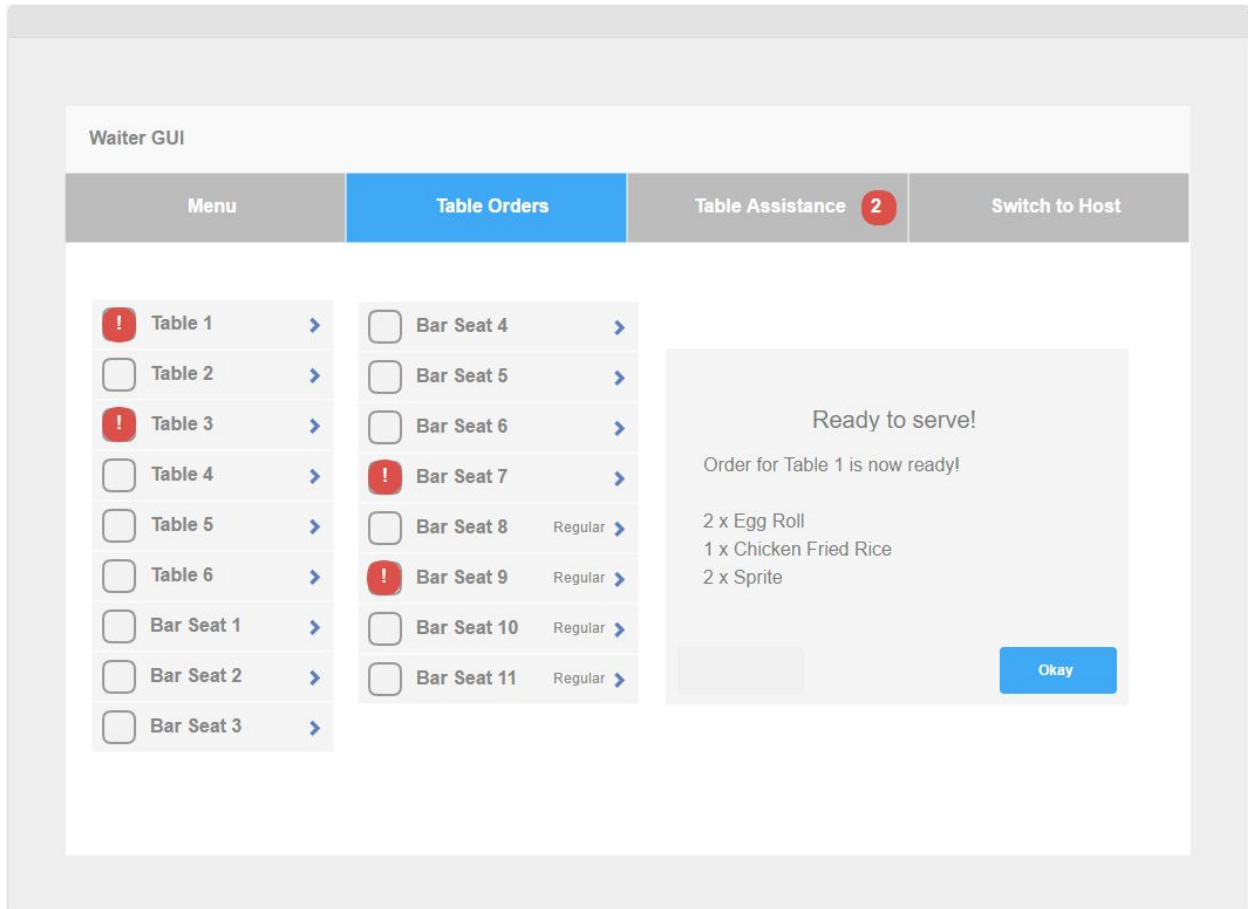 Waiter GUI
Menu
Table Orders
Table Assistance 2
Switch to Host
! Table 1
Table 2
! Table 3
Table 4
Table 5
Table 6
Bar Seat 1
Bar Seat 2
Bar Seat 3
Bar Seat 4
Bar Seat 5
Bar Seat 6
! Bar Seat 7
Bar Seat 8 Regular
! Bar Seat 9 Regular
Bar Seat 10 Regular
Bar Seat 11 Regular
Ready to serve!
Order for Table 1 is now ready!
2 x Egg Roll
1 x Chicken Fried Rice
2 x Sprite
Okay